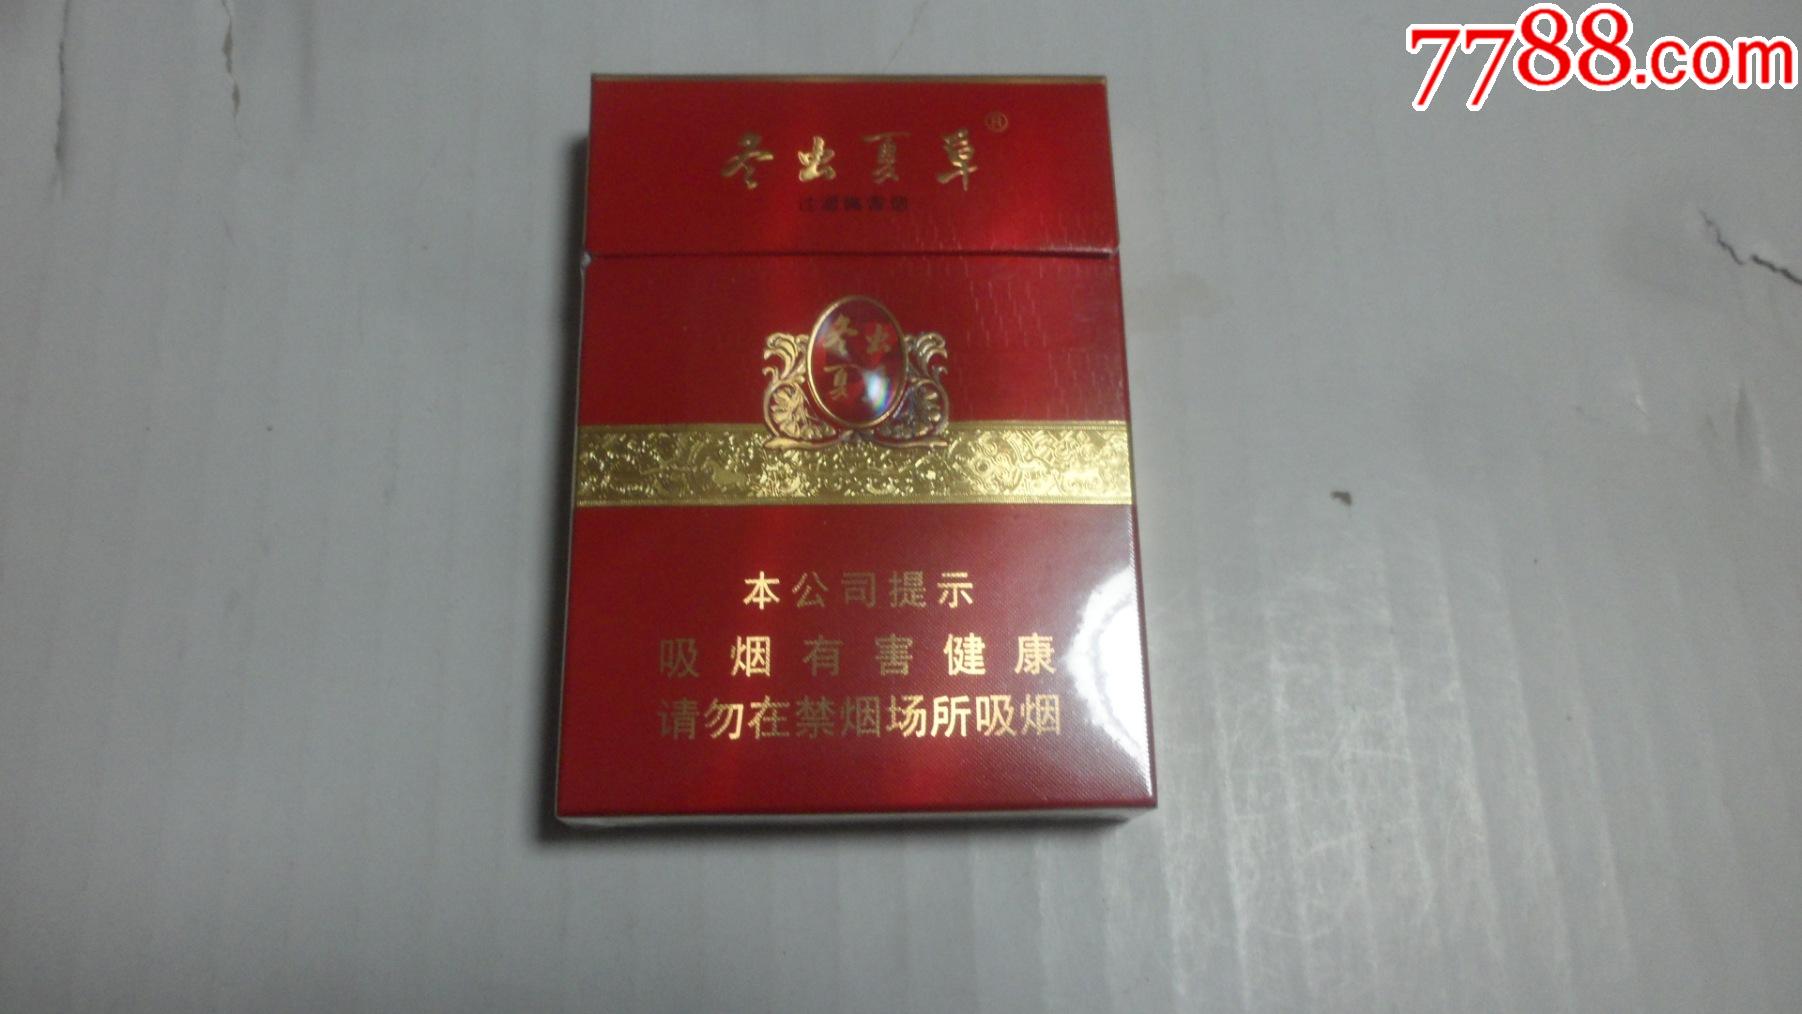 7788.com
冬虫夏草®
冬虫
夏
本公司提示
吸烟有害健康
请勿在禁烟场所吸烟